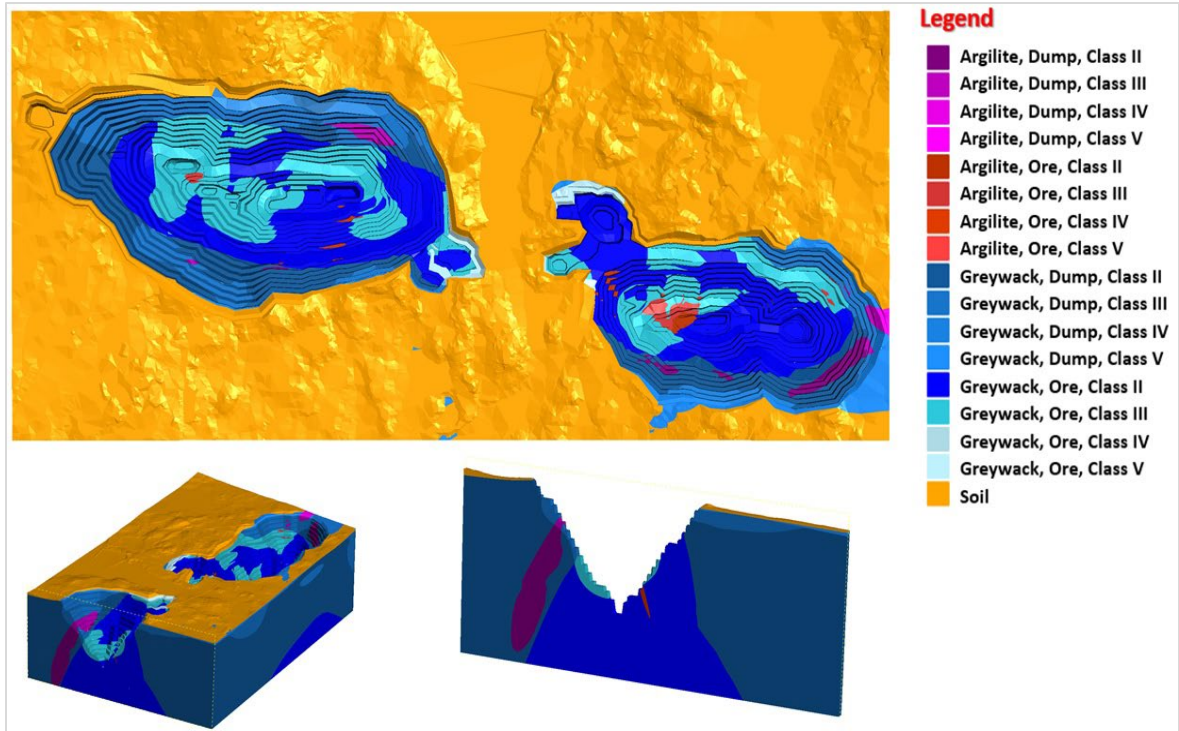 Legend
Argilite, Dump, Class II
Argilite, Dump, Class III
Argilite, Dump, Class IV
Argilite, Dump, Class V
Argilite, Ore, Class II
Argilite, Ore, Class III
Argilite, Ore, Class IV
Argilite, Ore, Class V
Greywack, Dump, Class II
Greywack, Dump, Class III
Greywack, Dump, Class IV
Greywack, Dump, Class V
Greywack, Ore, Class II
Greywack, Ore, Class III
Greywack, Ore, Class IV
Greywack, Ore, Class V
Soil